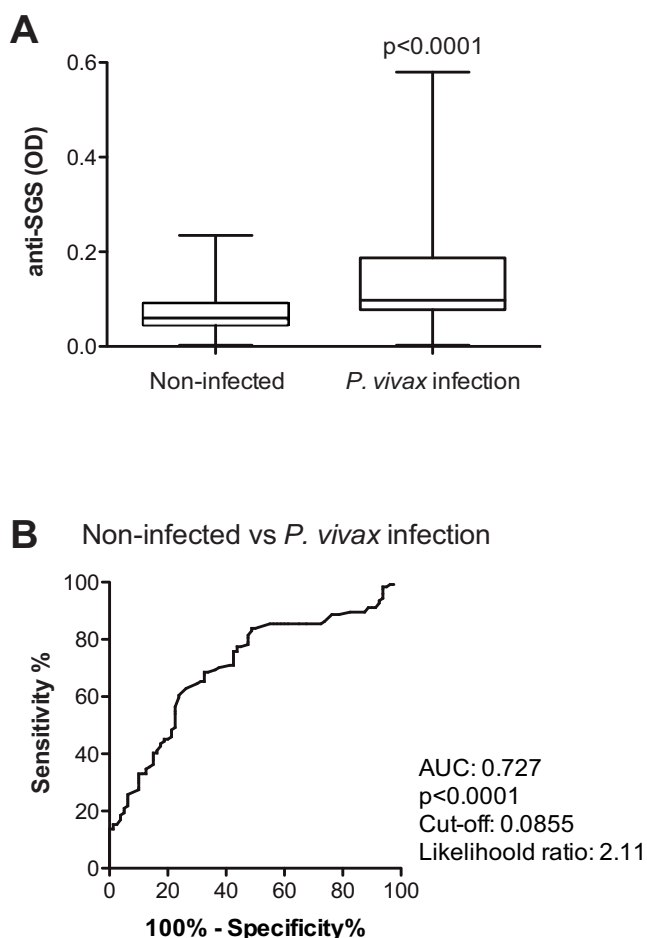 A
p<0.0001
anti-SGS (OD)
0.6
0.4
0.2
0.0
Non-infected
P. vivax infection
B
Non-infected vs P. vivax infection
Sensitivity %
100
80
60
40
20
0
0 20 40 60 80 100
100% - Specificity%
AUC: 0.727
p<0.0001
Cut-off: 0.0855
Likelihoold ratio: 2.11